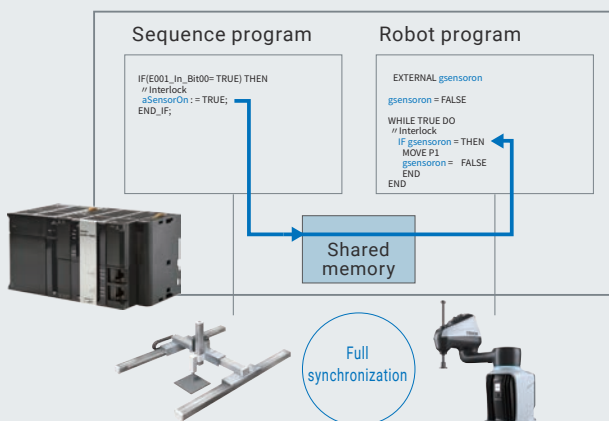 Sequence program
IF(E001_In_Bit00= TRUE) THEN
〃Interlock
aSensorOn : = TRUE;
END_IF;
Robot program
EXTERNAL gsensoron
gsensoron = FALSE
WHILE TRUE DO
〃Interlock
IF gsensoron = THEN
MOVE P1
gsensoron = FALSE
END
END
Shared
memory
Full
synchronization